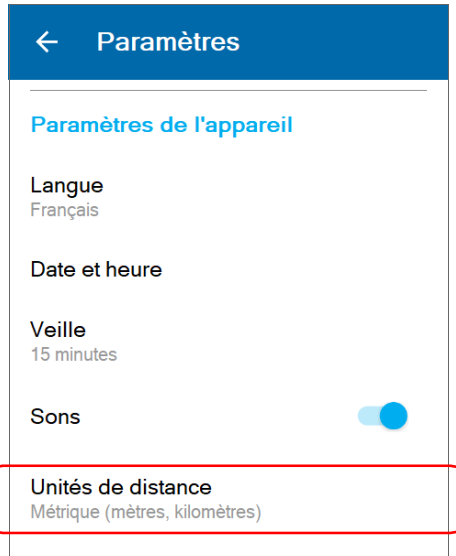 Paramètres
Paramètres de l'appareil
Langue
Français
Date et heure
Veille
15 minutes
Sons
Unités de distance
Métrique (mètres, kilomètres)